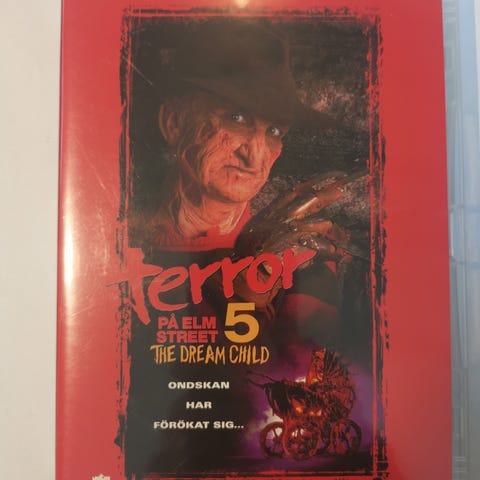 terror
PÅ ELM
STREET 5
THE DREAM CHILD
ONDSKAN
HAR
FÖRÖKAT SIG...